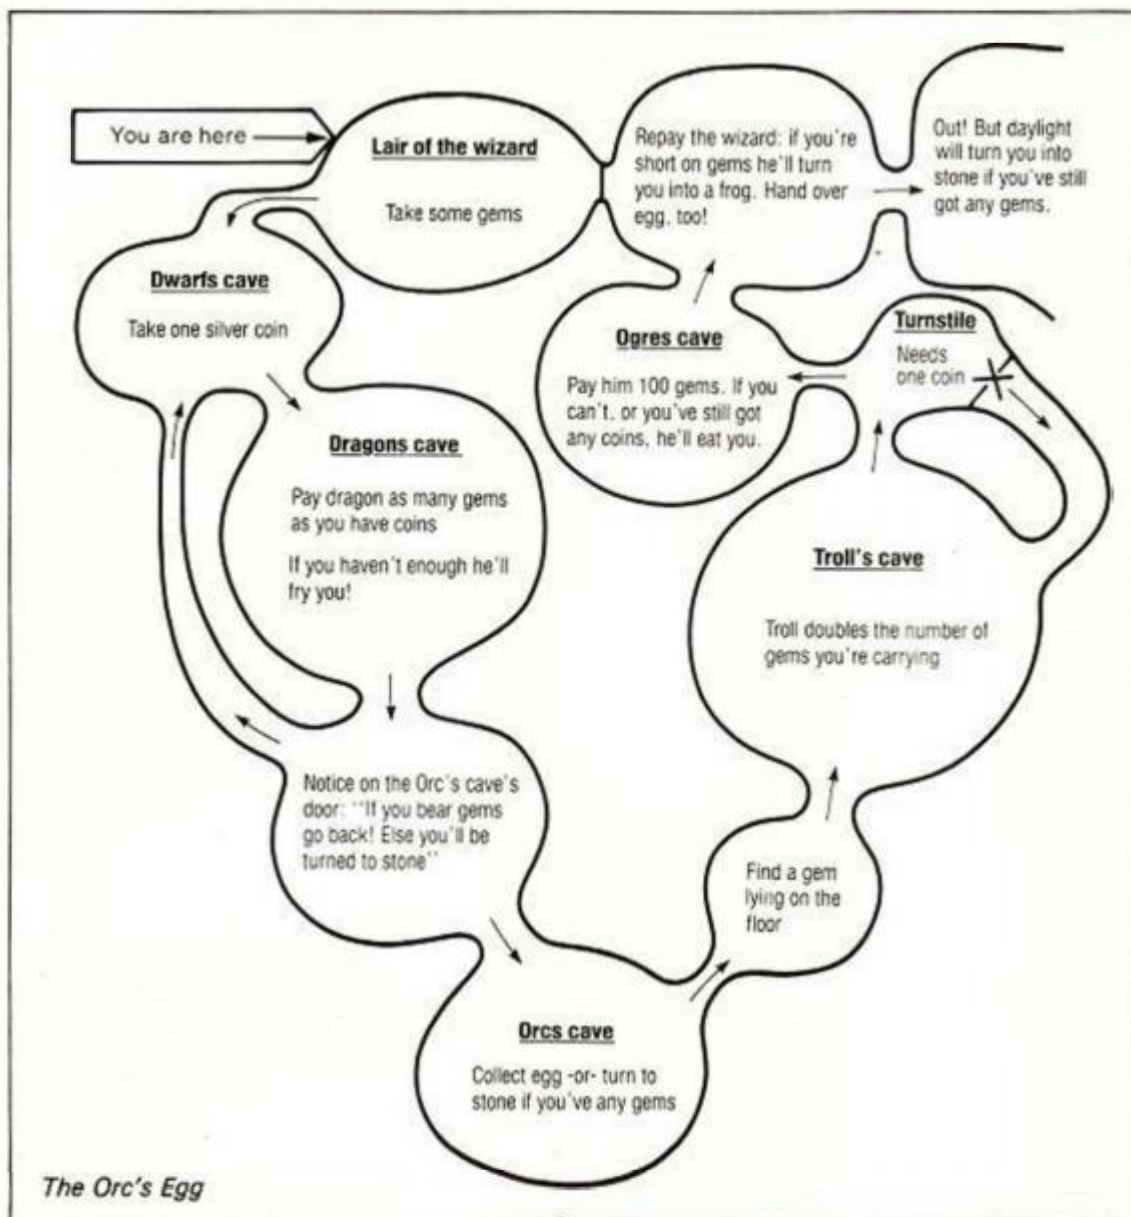 You are here
Lair of the wizard
Take some gems
Repay the wizard: if you're
short on gems he'll turn
you into a frog. Hand over
egg, too!
Out! But daylight
will turn you into
stone if you've still
got any gems.
Dwarfs cave
Take one silver coin
Ogres cave
Pay him 100 gems. If you
can't, or you've still got
any coins, he'll eat you.
Turnstile
Needs
one coin
Dragons cave
Pay dragon as many gems
as you have coins
If you haven't enough he'll
fry you!
Troll's cave
Troll doubles the number of
gems you're carrying
Notice on the Orc's cave's
door: "If you bear gems
go back! Else you'll be
turned to stone"
Find a gem
lying on the
floor
Orcs cave
Collect egg -or- turn to
stone if you've any gems
The Orc's Egg